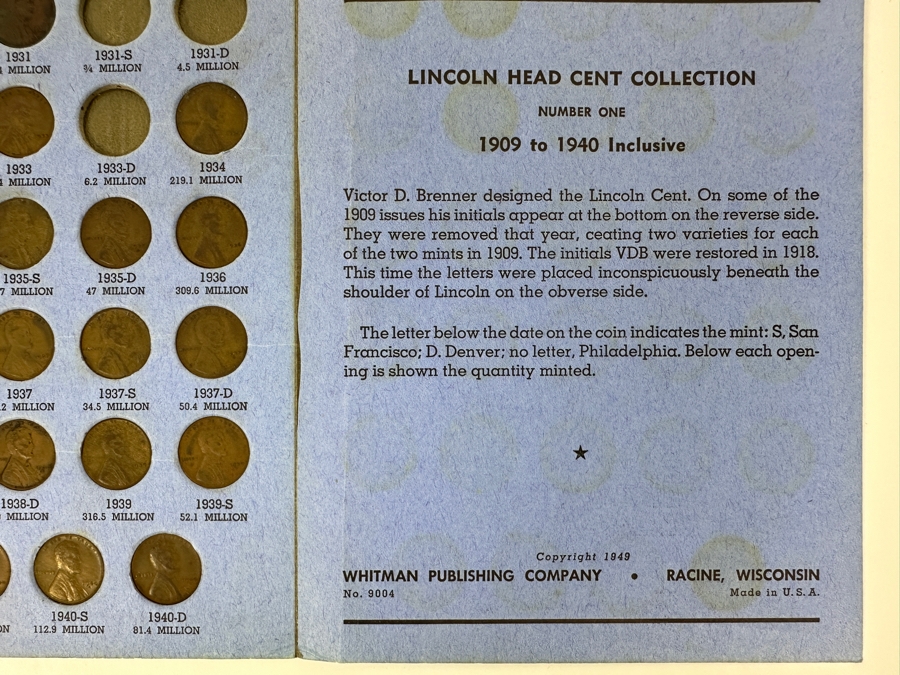 1931
MILLION
1931-S
¾ MILLION
1931-D
4.5 MILLION
1933
MILLION
1933-D
6.2 MILLION
1934
219.1 MILLION
1935-S
7 MILLION
1935-D
47 MILLION
1936
309.6 MILLION
1937
.2 MILLION
1937-S
34.5 MILLION
1937-D
50.4 MILLION
1938-D
MILLION
1939
316.5 MILLION
1939-S
52.1 MILLION
ON
1940-S
112.9 MILLION
1940-D
81.4 MILLION
LINCOLN HEAD CENT COLLECTION
NUMBER ONE
1909 to 1940 Inclusive
Victor D. Brenner designed the Lincoln Cent. On some of the
1909 issues his initials appear at the bottom on the reverse side.
They were removed that year, ceating two varieties for each
of the two mints in 1909. The initials VDB were restored in 1918.
This time the letters were placed inconspicuously beneath the
shoulder of Lincoln on the obverse side.
The letter below the date on the coin indicates the mint: S, San
Francisco; D. Denver; no letter, Philadelphia. Below each open-
ing is shown the quantity minted.
Copyright 1949
WHITMAN PUBLISHING COMPANY • RACINE, WISCONSIN
No. 9004
Made in U.S.A.